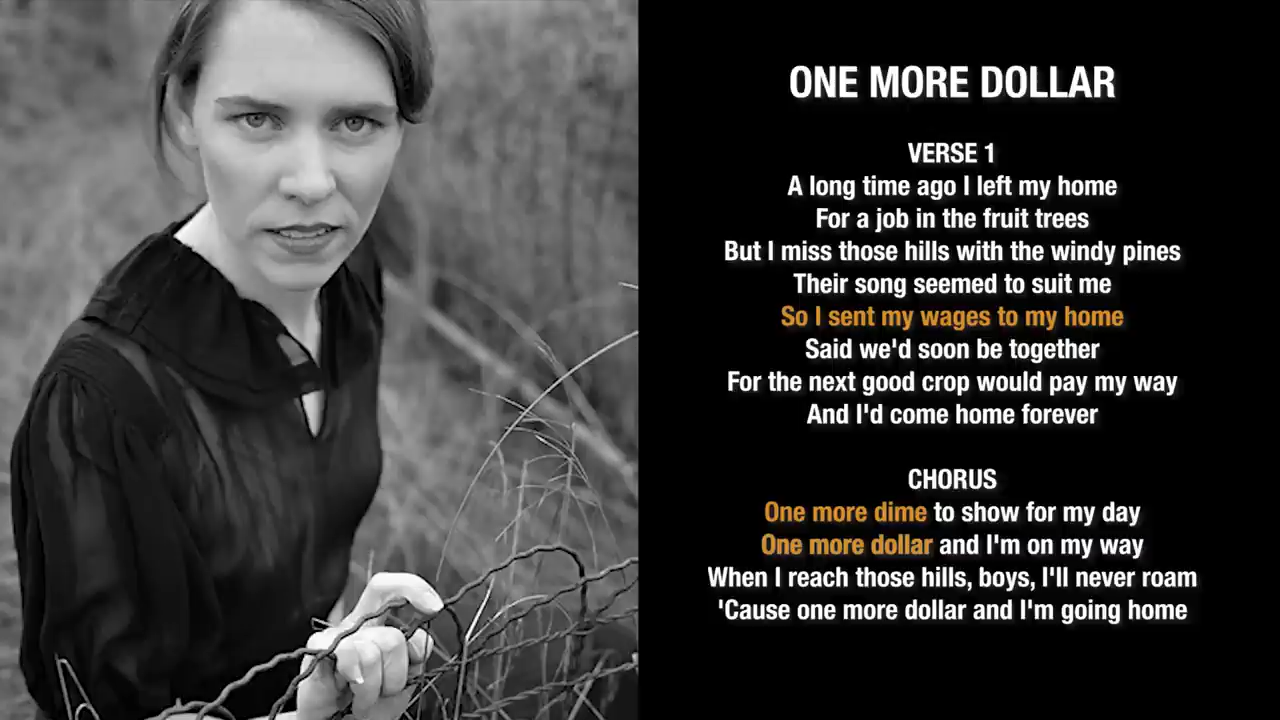 ONE MORE DOLLAR
VERSE 1
A long time ago I left my home
For a job in the fruit trees
But I miss those hills with the windy pines
Their song seemed to suit me
So I sent my wages to my home
Said we'd soon be together
For the next good crop would pay my way
And I'd come home forever
CHORUS
One more dime to show for my day
One more dollar and I'm on my way
When I reach those hills, boys, I'll never roam
'Cause one more dollar and I'm going home